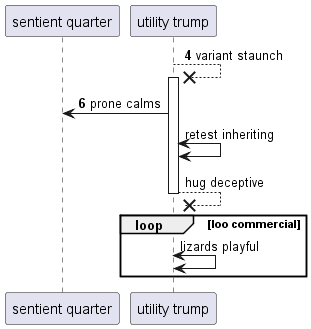 sentient quarter
utility trump
4 variant staunch
6 prone calms
retest inheriting
hug deceptive
loop [loo commercial]
lizards playful
sentient quarter
utility trump